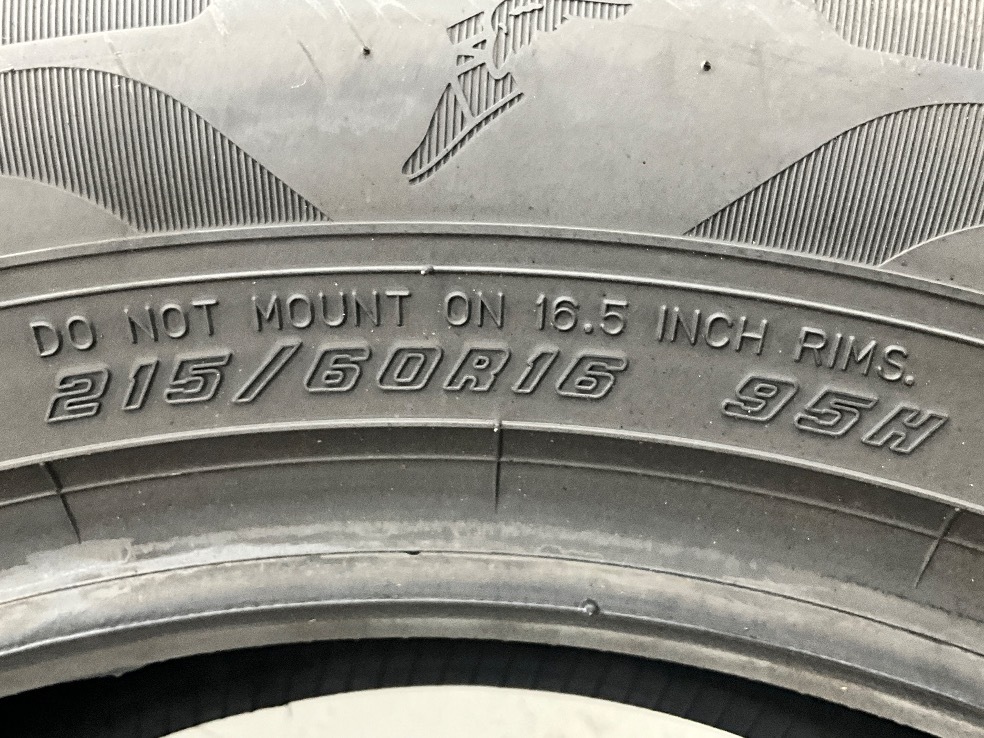 DO NOT MOUNT ON 16.5 INCH RIMS.
215/60R16 95H